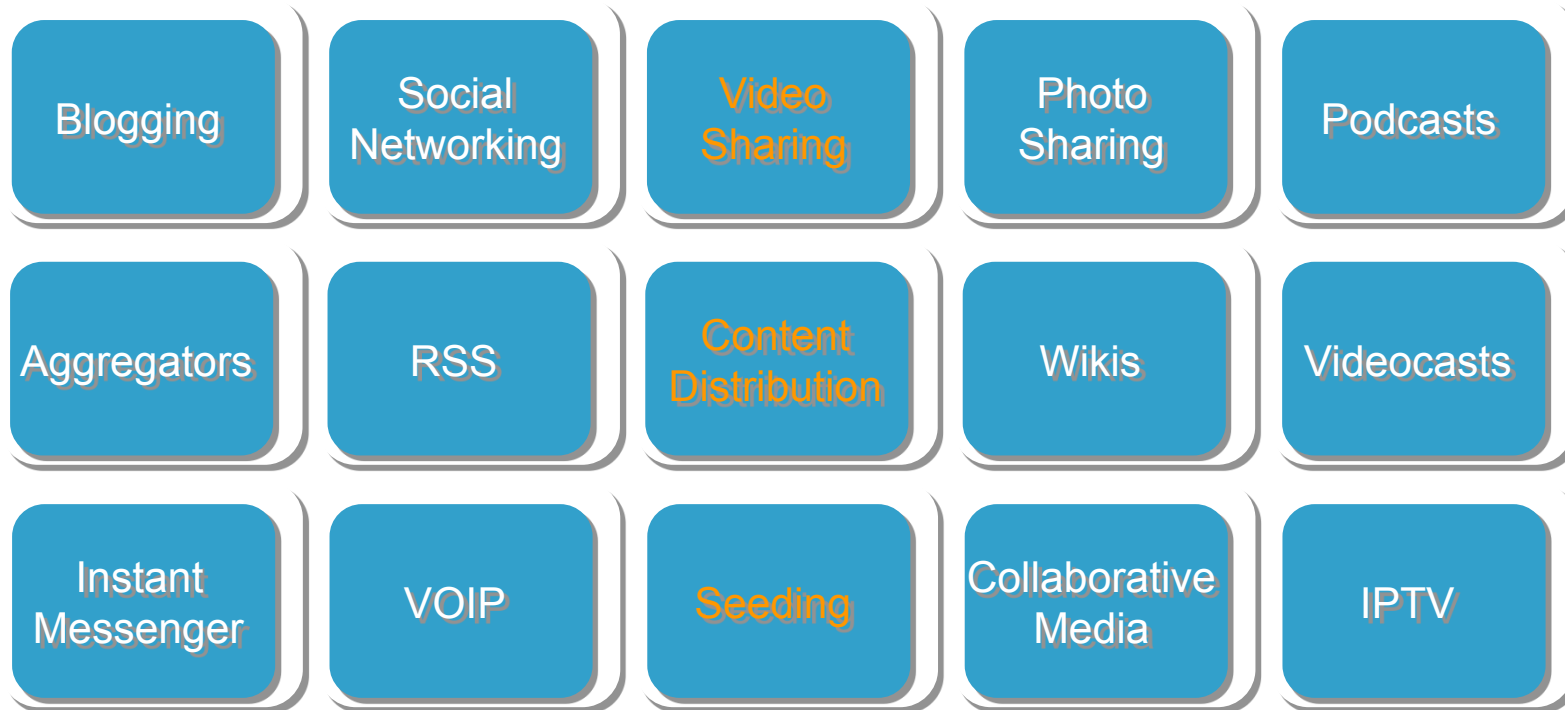 Blogging
Social
Networking
Video
Sharing
Photo
Sharing
Podcasts
Aggregators
RSS
Content
Distribution
Wikis
Videocasts
Instant
Messenger
VOIP
Seeding
Collaborative
Media
IPTV